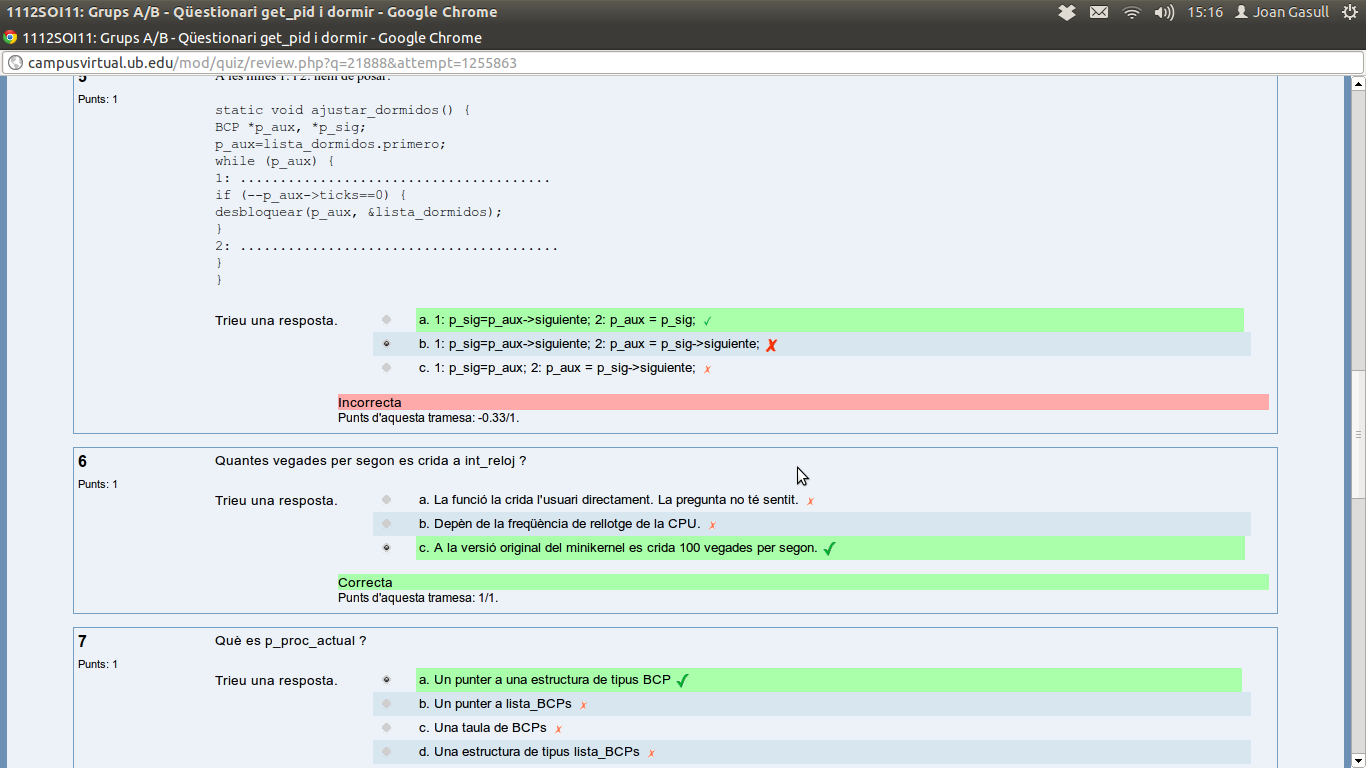 1112SOI11: Grups A/B - Qüestionari get_pid i dormir - Google Chrome
15:16 Joan Gasull
1112SOI11: Grups A/B - Qüestionari get_pid i dormir - Google Chrome
campusvirtual.ub.edu/mod/quiz/review.php?q=21888&attempt=1255863
5
A les línies 1: i 2: hem de posar:
Punts: 1
static void ajustar_dormidos() {
BCP *p_aux, *p_sig;
p_aux=lista_dormidos.primero;
while (p_aux) {
1: .......................................
if (--p_aux->ticks==0) {
desbloquear(p_aux, &lista_dormidos);
}
2: ........................................
}
}
Trieu una resposta.
a. 1: p_sig=p_aux->siguiente; 2: p_aux = p_sig; ✓
b. 1: p_sig=p_aux->siguiente; 2: p_aux = p_sig->siguiente; ✗
c. 1: p_sig=p_aux; 2: p_aux = p_sig->siguiente; ✗
Incorrecta
Punts d'aquesta tramesa: -0.33/1.
6
Quantes vegades per segon es crida a int_reloj ?
Punts: 1
Trieu una resposta.
a. La funció la crida l'usuari directament. La pregunta no té sentit. ✗
b. Depèn de la freqüència de rellotge de la CPU. ✗
c. A la versió original del minikernel es crida 100 vegades per segon. ✓
Correcta
Punts d'aquesta tramesa: 1/1.
7
Què es p_proc_actual ?
Punts: 1
Trieu una resposta.
a. Un punter a una estructura de tipus BCP ✓
b. Un punter a lista_BCPs ✗
c. Una taula de BCPs ✗
d. Una estructura de tipus lista_BCPs ✗